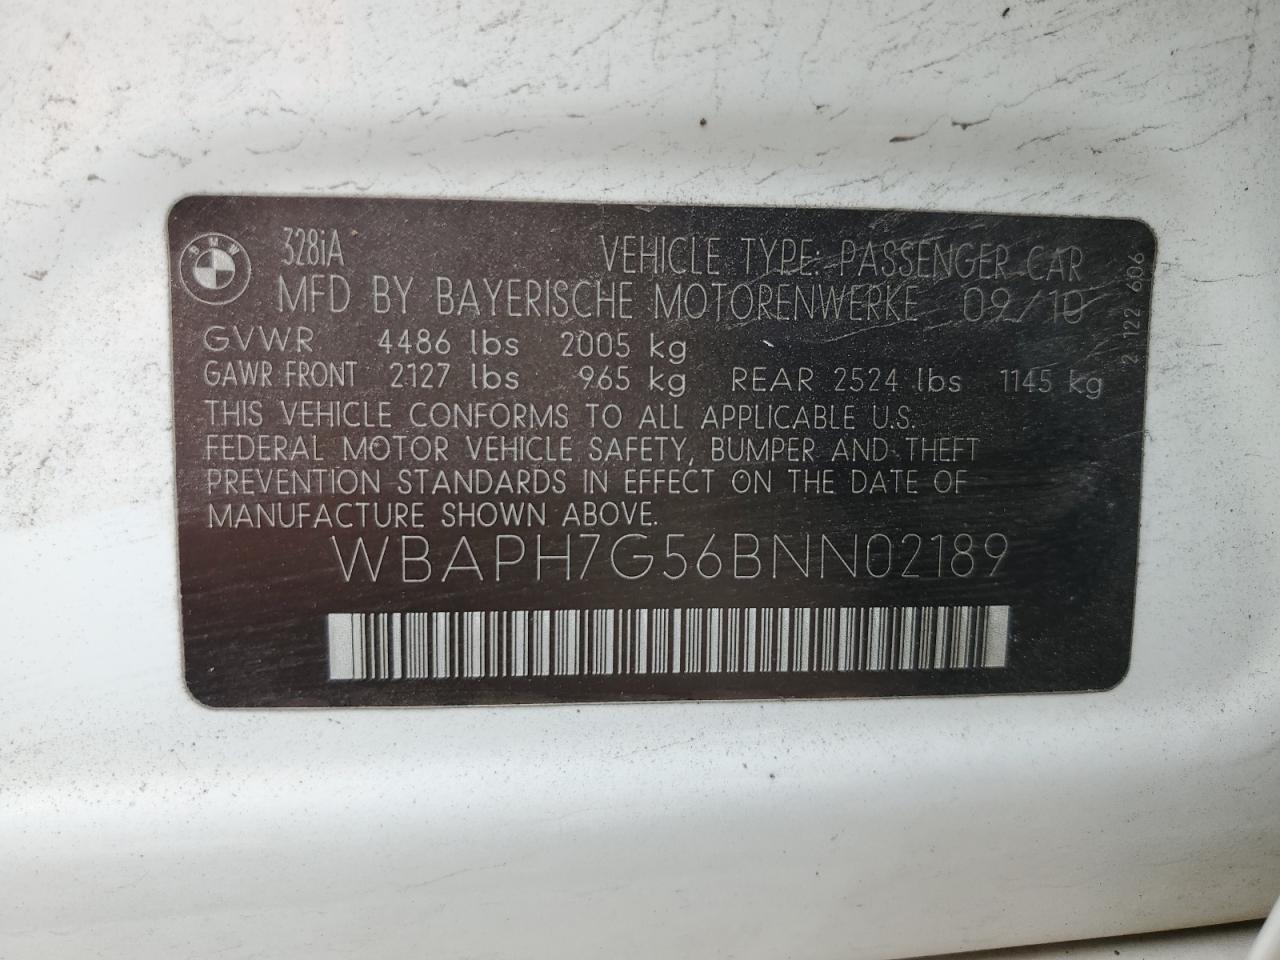 BMW
328iA VEHICLE TYPE: PASSENGER CAR
MFD BY BAYERISCHE MOTORENWERKE 09/10
GVWR 4486 lbs 2005 kg
GAWR FRONT 2127 lbs 965 kg REAR 2524 lbs 1145 kg
THIS VEHICLE CONFORMS TO ALL APPLICABLE U.S.
FEDERAL MOTOR VEHICLE SAFETY, BUMPER AND THEFT
PREVENTION STANDARDS IN EFFECT ON THE DATE OF
MANUFACTURE SHOWN ABOVE.
WBAPH7G56BNN02189
2 122 606